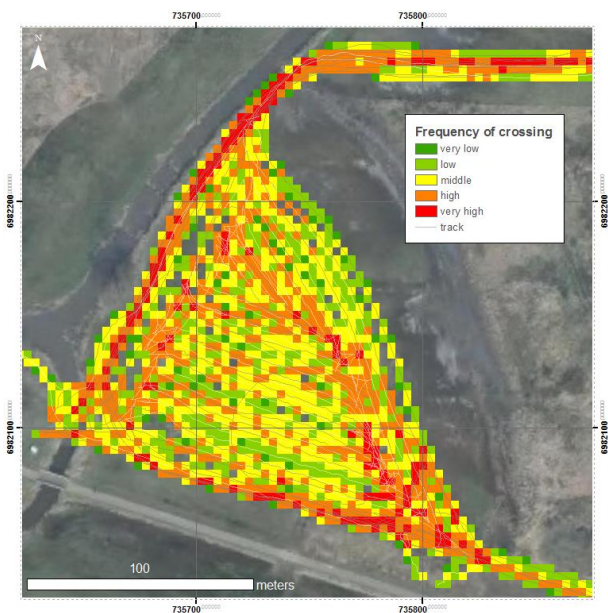 735700
735800
N
Frequency of crossing
very low
low
middle
high
very high
track
6982200
6982200
6982100
6982100
100
meters
735700
735800